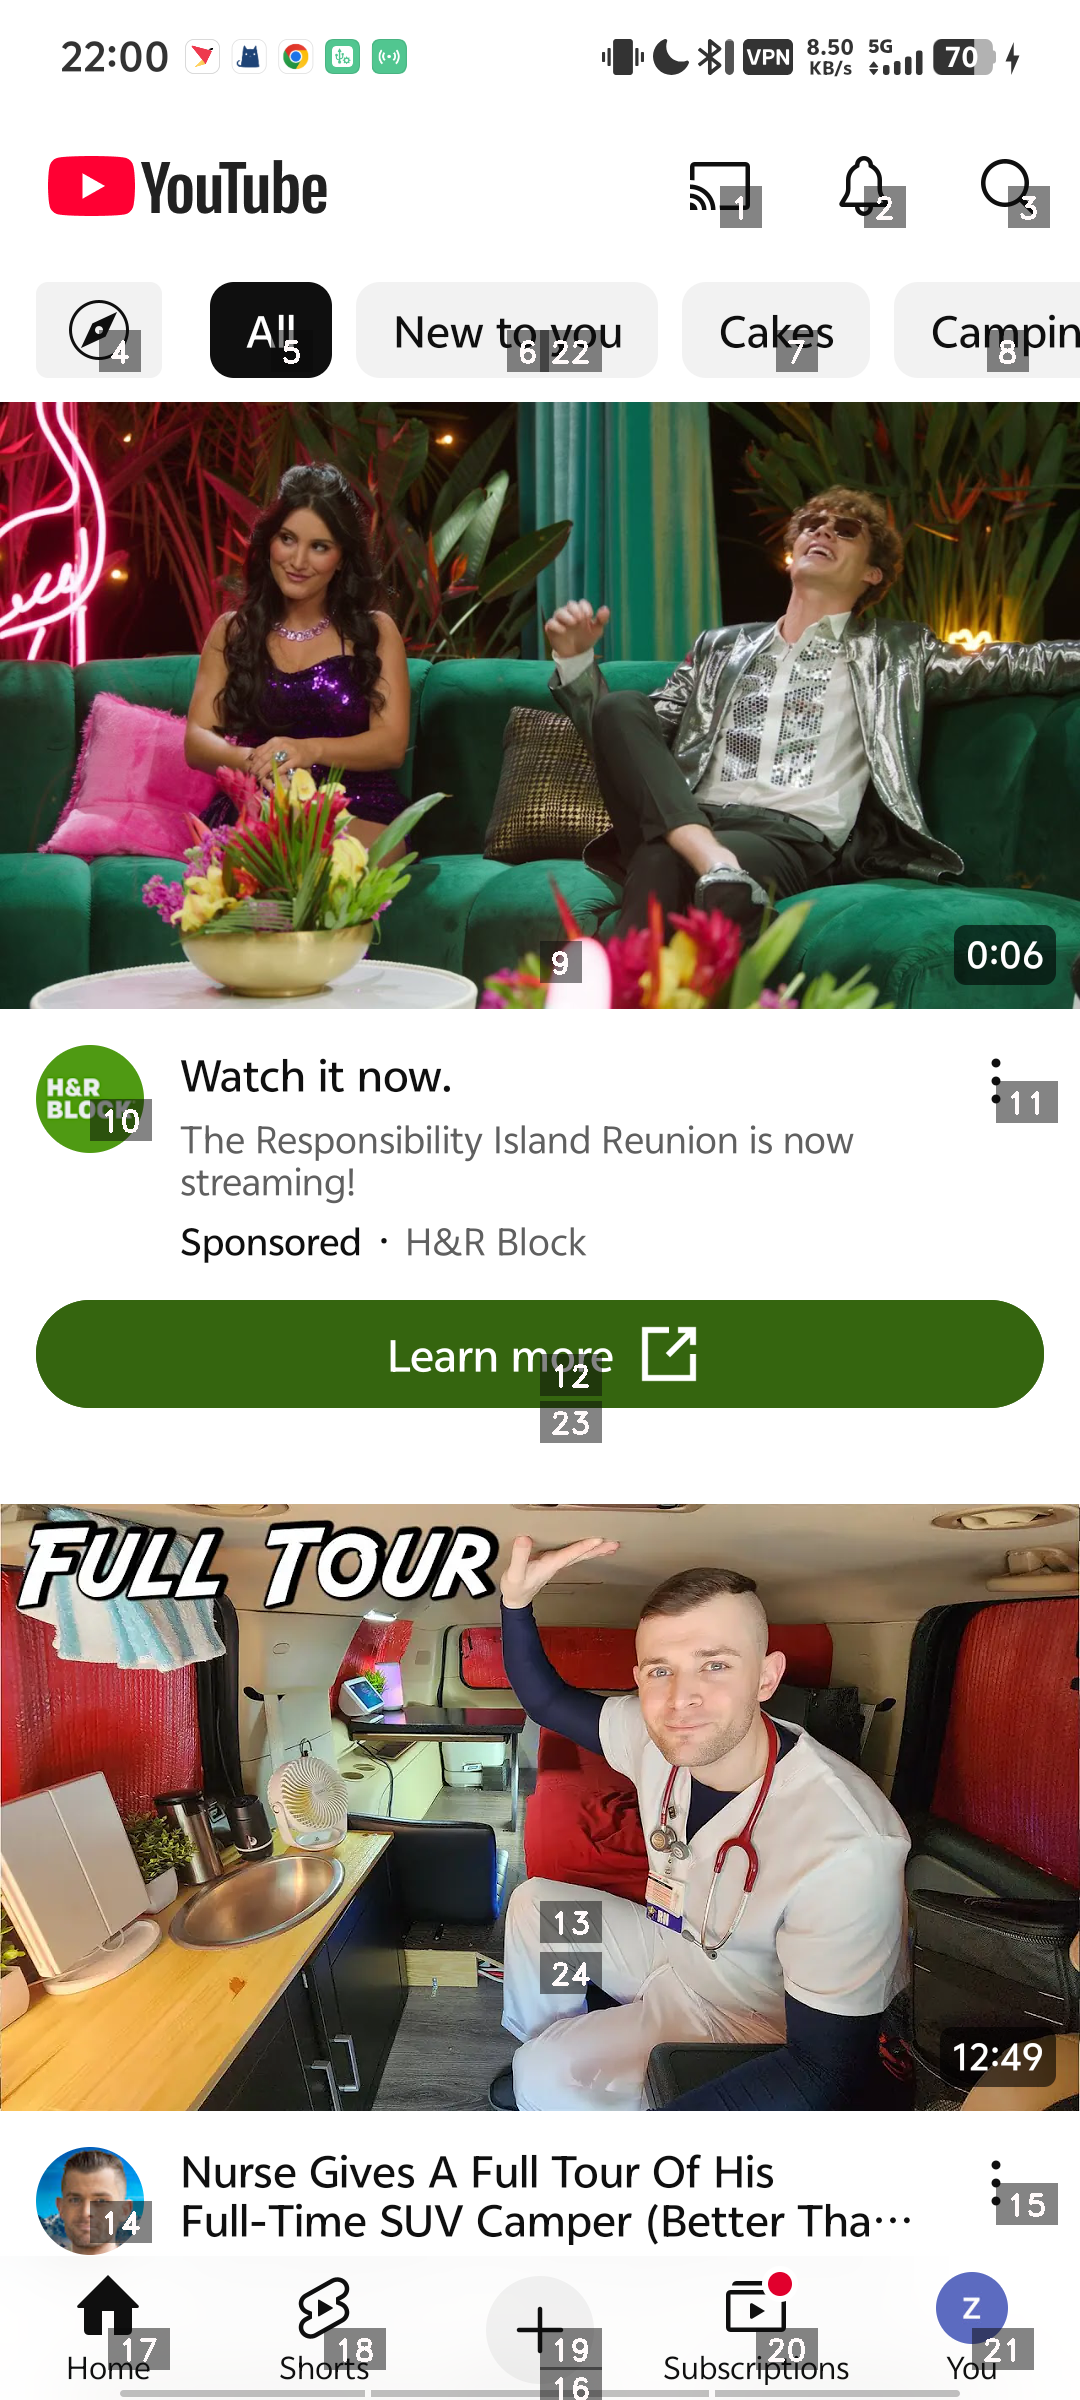 22:00
VPN
8.50
KB/s
5G
70
YouTube
1
2
3
4
All
5
New to you
6 22
Cakes
7
Campin
8
9
0:06
H&R
BLOCK
10
Watch it now.
11
The Responsibility Island Reunion is now
streaming!
Sponsored · H&R Block
Learn more
12
23
FULL TOUR
RN
13
24
12:49
14
Nurse Gives A Full Tour Of His
Full-Time SUV Camper (Better Tha...
15
Z
17
18
19
20
21
Home
Shorts
Subscriptions
You
16